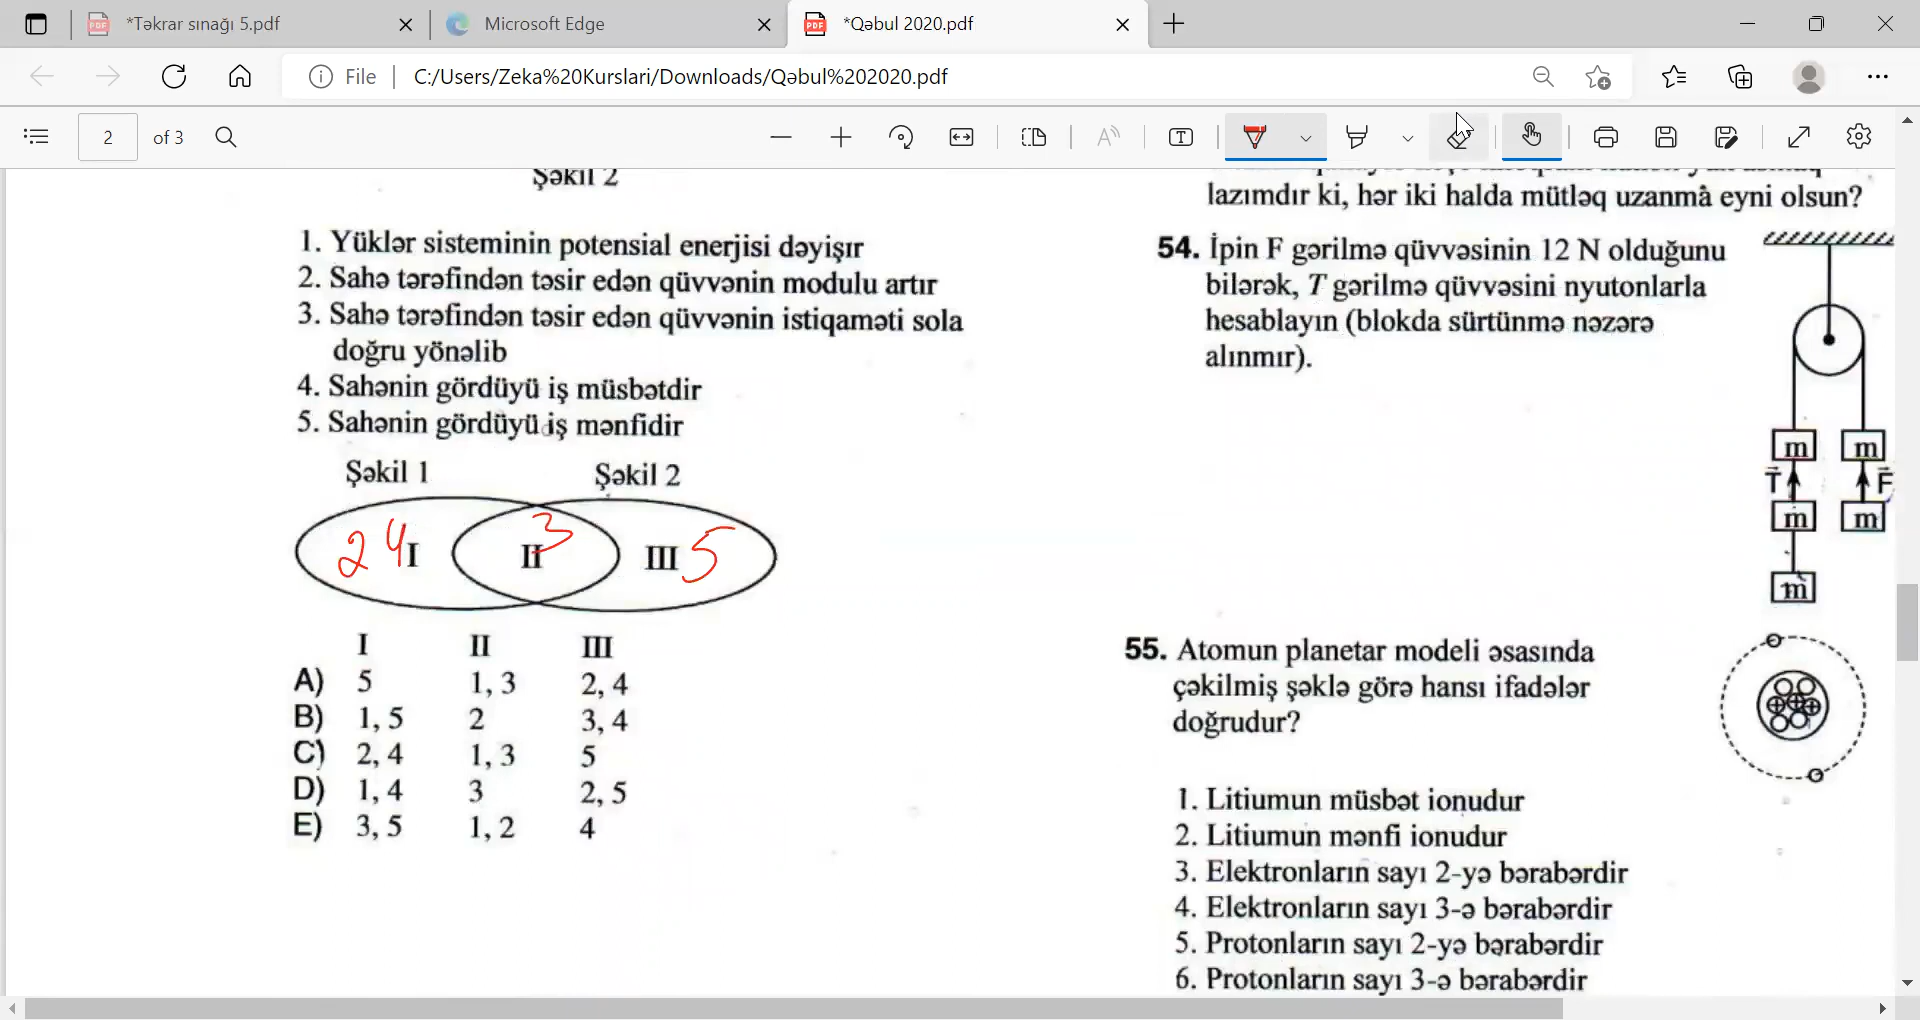 *Təkrar sınağı 5.pdf
Microsoft Edge
*Qəbul 2020.pdf
File
C:/Users/Zeka%20Kurslari/Downloads/Qəbul%202020.pdf
2 of 3
Şəkil 2
1. Yüklər sisteminin potensial enerjisi dəyişır
2. Sahə tərəfindən təsir edən qüvvənin modulu artır
3. Sahə tərəfindən təsir edən qüvvənin istiqaməti sola
doğru yönəlib
4. Sahənin gördüyü iş müsbətdir
5. Sahənin gördüyü iş mənfidir
Şəkil 1 Şəkil 2
2 4 I II 3 III 5
I II III
A) 5 1, 3 2, 4
B) 1, 5 2 3, 4
C) 2, 4 1, 3 5
D) 1, 4 3 2, 5
E) 3, 5 1, 2 4
lazımdır ki, hər iki halda mütləq uzanma eyni olsun?
54. İpin F gərilmə qüvvəsinin 12 N olduğunu
bilərək, T gərilmə qüvvəsini nyutonlarla
hesablayın (blokda sürtünmə nəzərə
alınmır).
m m
T F
m m
m
55. Atomun planetar modeli əsasında
çəkilmiş şəklə görə hansı ifadələr
doğrudur?
1. Litiumun müsbət ionudur
2. Litiumun mənfi ionudur
3. Elektronların sayı 2-yə bərabərdir
4. Elektronların sayı 3-ə bərabərdir
5. Protonların sayı 2-yə bərabərdir
6. Protonların sayı 3-ə bərabərdir